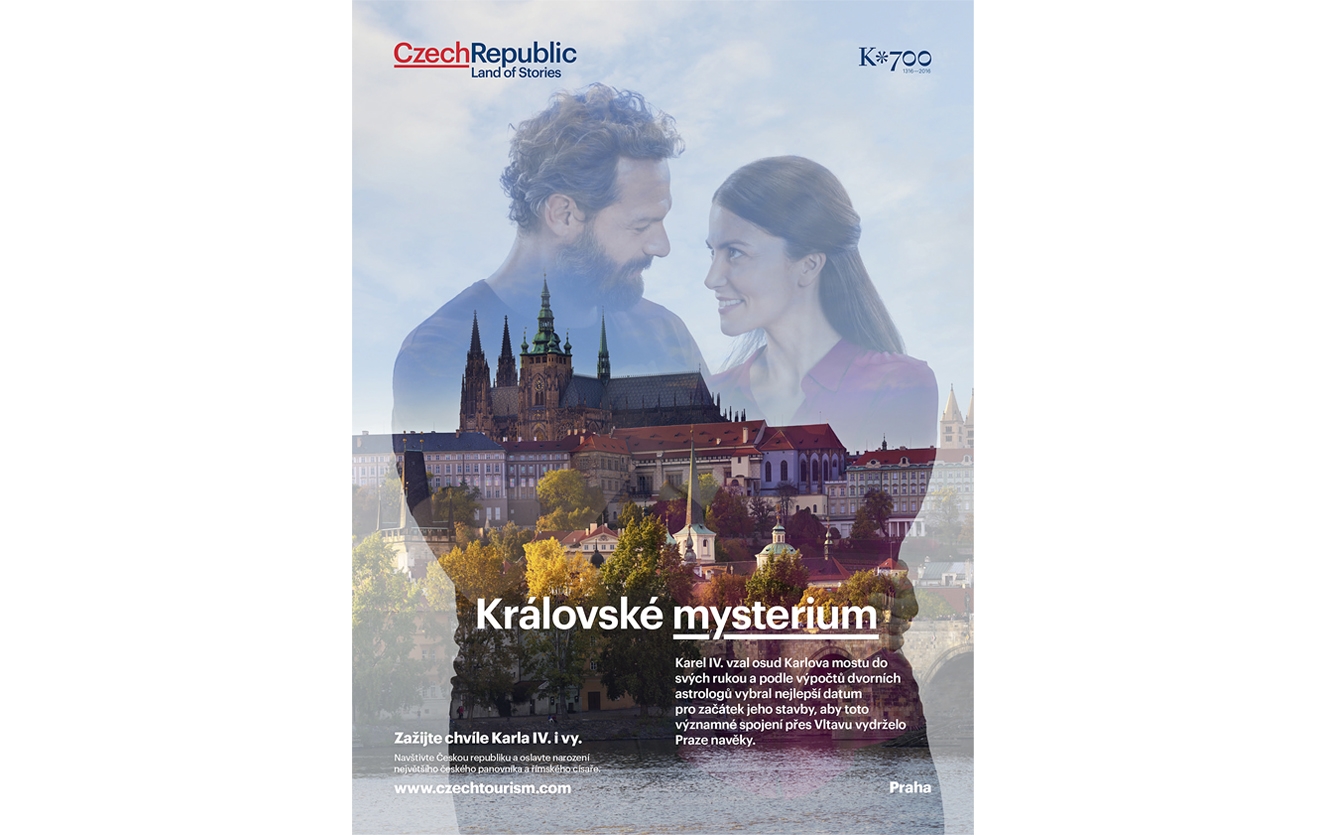 CzechRepublic
Land of Stories
K*700
1316—2016
Královské mysterium
Karel IV. vzal osud Karlova mostu do
svých rukou a podle výpočtů dvorních
astrologů vybral nejlepší datum
pro začátek jeho stavby, aby toto
významné spojení přes Vltavu vydrželo
Praze navěky.
Zažijte chvíle Karla IV. i vy.
Navštivte Českou republiku a oslavte narození
největšího českého panovníka a římského císaře.
www.czechtourism.com
Praha